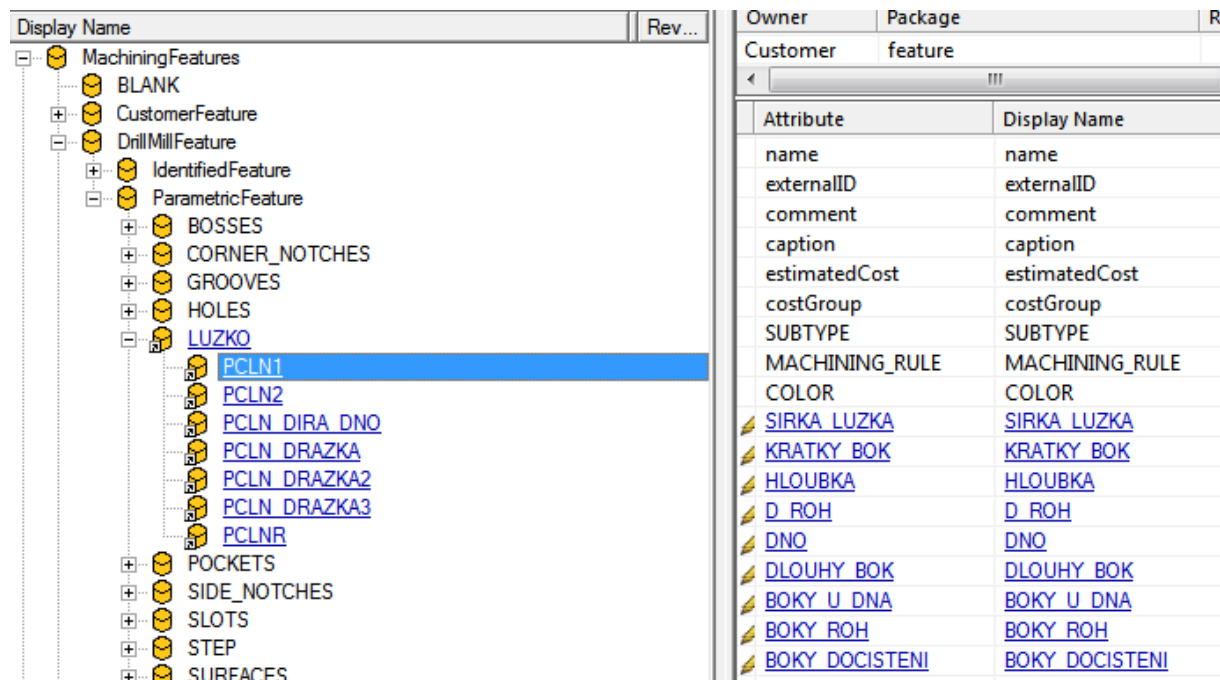 Display Name Rev...
MachiningFeatures
BLANK
CustomerFeature
DrillMillFeature
IdentifiedFeature
ParametricFeature
BOSSES
CORNER_NOTCHES
GROOVES
HOLES
LUZKO
PCLN1
PCLN2
PCLN_DIRA_DNO
PCLN_DRAZKA
PCLN_DRAZKA2
PCLN_DRAZKA3
PCLNR
POCKETS
SIDE_NOTCHES
SLOTS
STEP
SURFACES
Owner Package R
Customer feature
Attribute Display Name
name name
externalID externalID
comment comment
caption caption
estimatedCost estimatedCost
costGroup costGroup
SUBTYPE SUBTYPE
MACHINING_RULE MACHINING_RULE
COLOR COLOR
SIRKA_LUZKA SIRKA_LUZKA
KRATKY_BOK KRATKY_BOK
HLOUBKA HLOUBKA
D_ROH D_ROH
DNO DNO
DLOUHY_BOK DLOUHY_BOK
BOKY_U_DNA BOKY_U_DNA
BOKY_ROH BOKY_ROH
BOKY_DOCISTENI BOKY_DOCISTENI